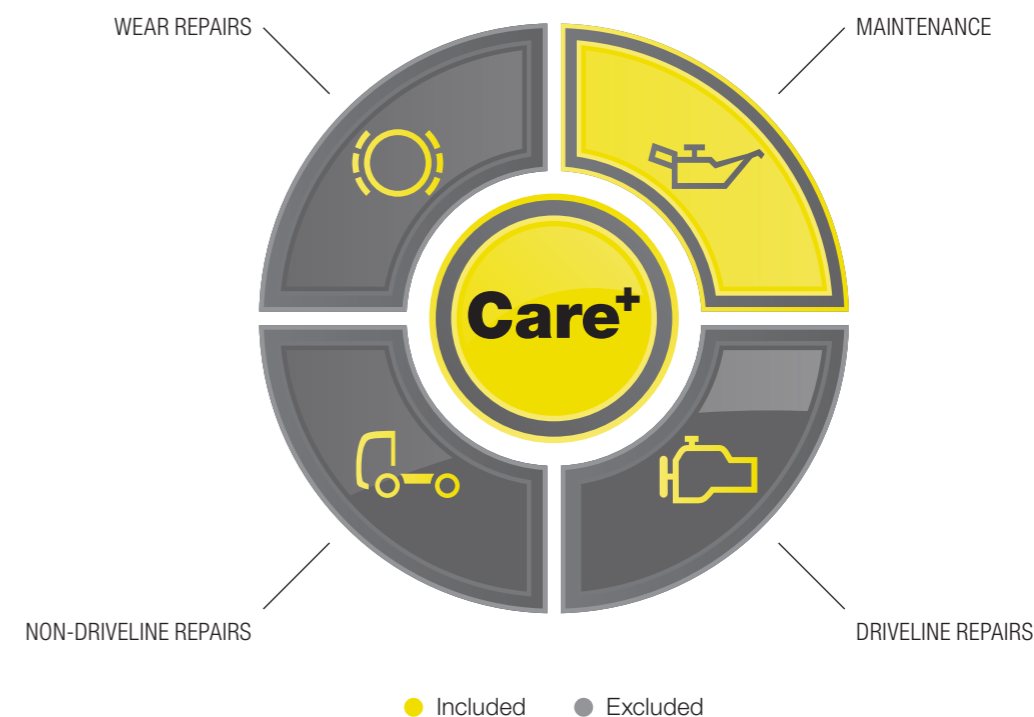 WEAR REPAIRS
MAINTENANCE
Care+
NON-DRIVELINE REPAIRS
DRIVELINE REPAIRS
Included
Excluded